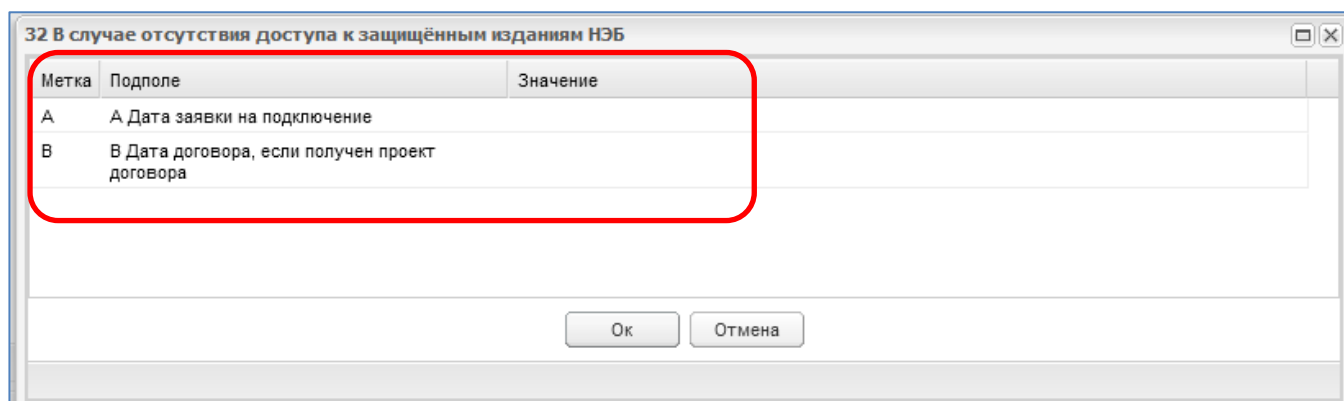 32 В случае отсутствия доступа к защищённым изданиям НЭБ
Метка Подполе Значение
A A Дата заявки на подключение
B B Дата договора, если получен проект
договора
Ок Отмена